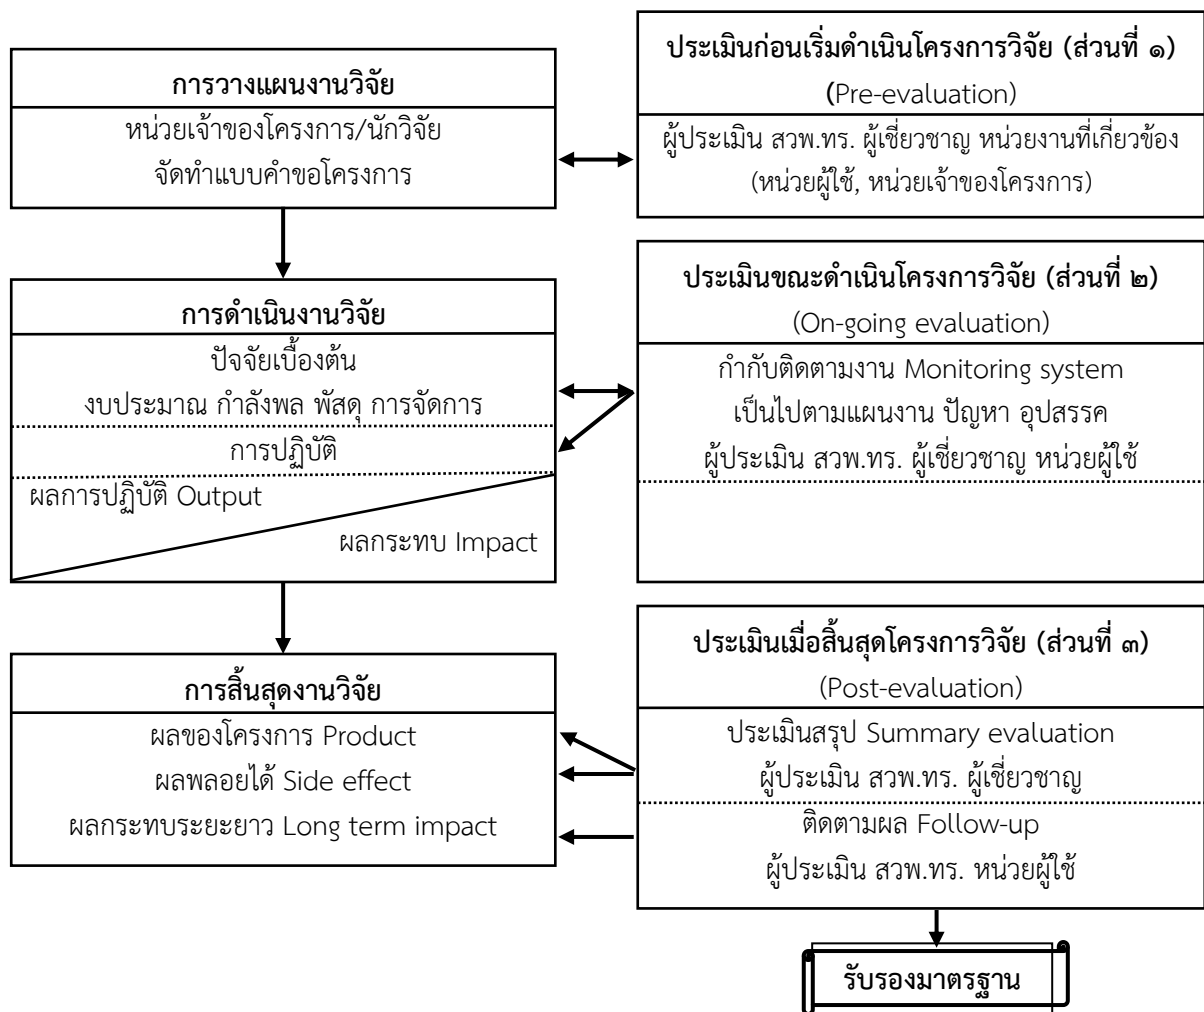 การวางแผนงานวิจัย
หน่วยเจ้าของโครงการ/นักวิจัย
จัดทำแบบคำขอโครงการ
ประเมินก่อนเริ่มดำเนินโครงการวิจัย (ส่วนที่ ๑)
(Pre-evaluation)
ผู้ประเมิน สวพ.ทร. ผู้เชี่ยวชาญ หน่วยงานที่เกี่ยวข้อง
(หน่วยผู้ใช้, หน่วยเจ้าของโครงการ)
การดำเนินงานวิจัย
ปัจจัยเบื้องต้น
งบประมาณ กำลังพล พัสดุ การจัดการ
การปฏิบัติ
ผลการปฏิบัติ Output
ผลกระทบ Impact
ประเมินขณะดำเนินโครงการวิจัย (ส่วนที่ ๒)
(On-going evaluation)
กำกับติดตามงาน Monitoring system
เป็นไปตามแผนงาน ปัญหา อุปสรรค
ผู้ประเมิน สวพ.ทร. ผู้เชี่ยวชาญ หน่วยผู้ใช้
การสิ้นสุดงานวิจัย
ผลของโครงการ Product
ผลพลอยได้ Side effect
ผลกระทบระยะยาว Long term impact
ประเมินเมื่อสิ้นสุดโครงการวิจัย (ส่วนที่ ๓)
(Post-evaluation)
ประเมินสรุป Summary evaluation
ผู้ประเมิน สวพ.ทร. ผู้เชี่ยวชาญ
ติดตามผล Follow-up
ผู้ประเมิน สวพ.ทร. หน่วยผู้ใช้
รับรองมาตรฐาน